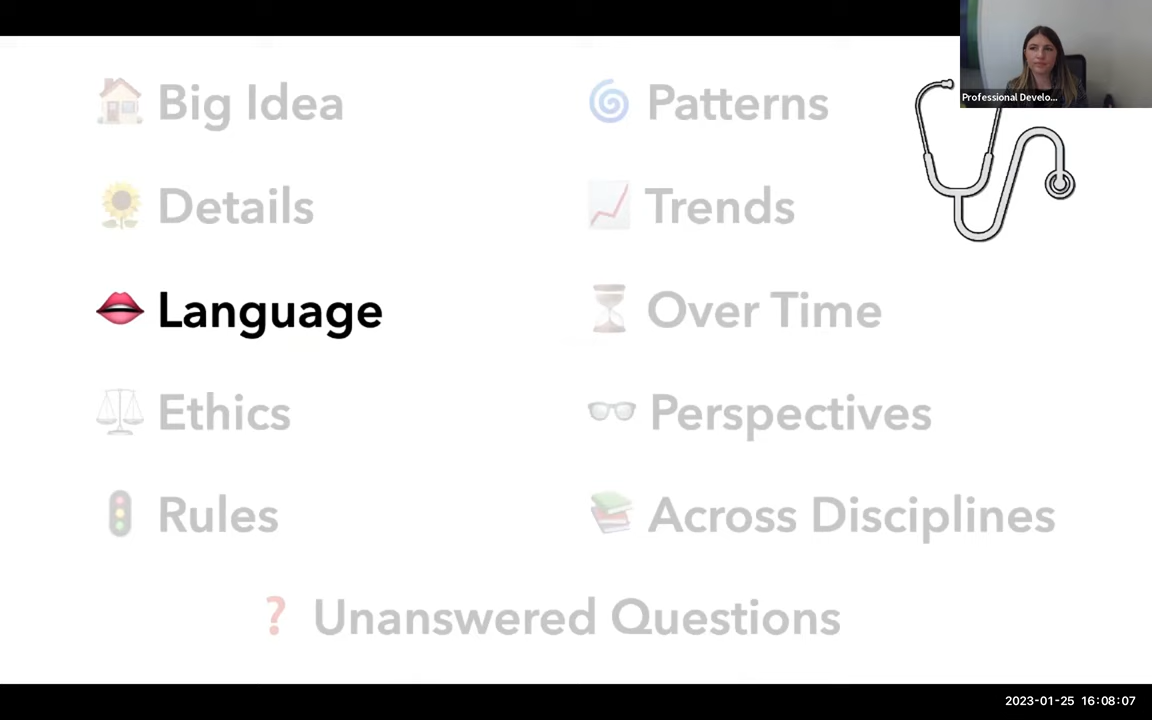 Big Idea
Patterns
Professional Develo...
Details
Trends
Language
Over Time
Ethics
Perspectives
Rules
Across Disciplines
? Unanswered Questions
2023-01-25 16:08:07